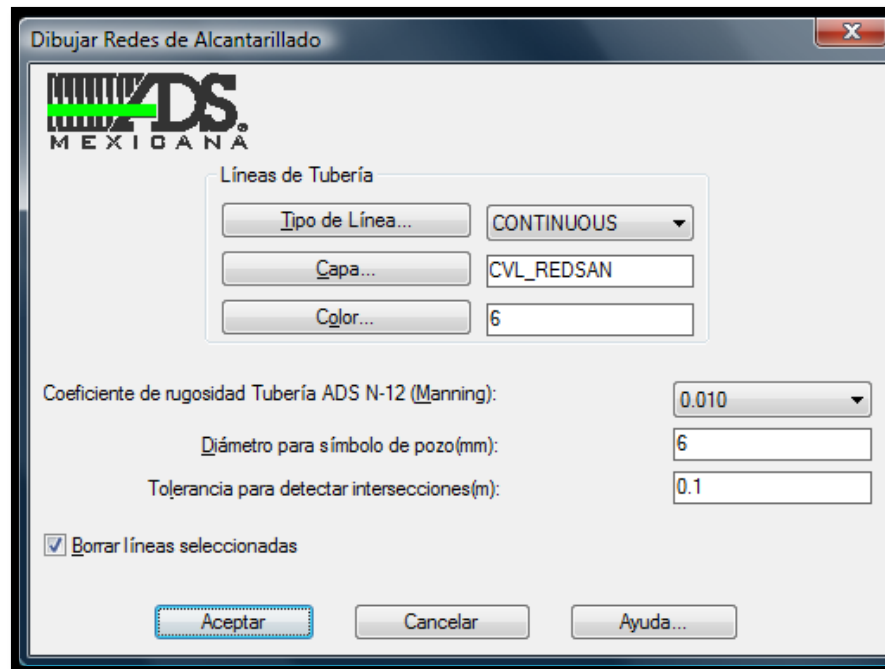 Dibujar Redes de Alcantarillado
ADS.
MEXICANA
Líneas de Tubería
Tipo de Línea... CONTINUOUS
Capa... CVL_REDSAN
Color... 6
Coeficiente de rugosidad Tubería ADS N-12 (Manning): 0.010
Diámetro para símbolo de pozo(mm): 6
Tolerancia para detectar intersecciones(m): 0.1
Borrar líneas seleccionadas
Aceptar Cancelar Ayuda...